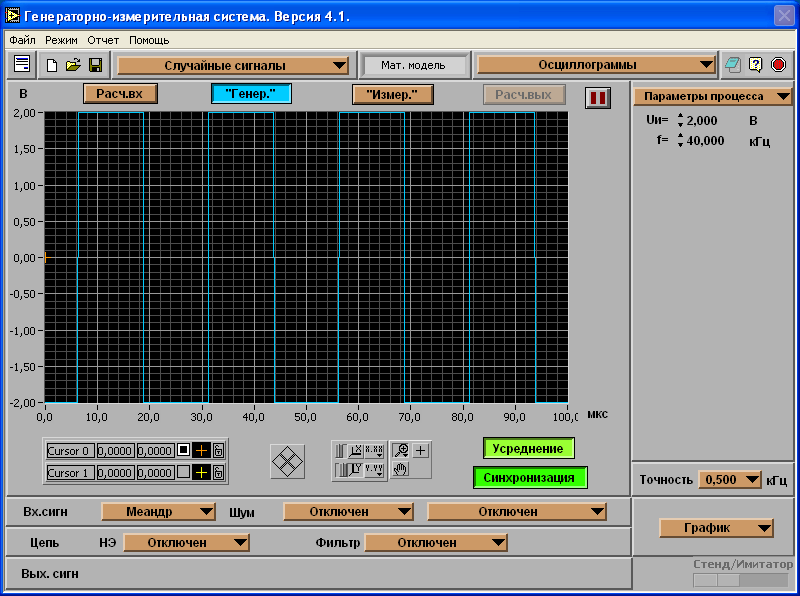 Генераторно-измерительная система. Версия 4.1.
Файл Режим Отчет Помощь
Случайные сигналы Мат. модель Осциллограммы
В Расч.вх "Генер." "Измер." Расч.вых Параметры процесса
Uи= 2,000 В
f= 40,000 кГц
2,00
1,50
1,00
0,50
0,00
-0,50
-1,00
-1,50
-2,00
0,0 10,0 20,0 30,0 40,0 50,0 60,0 70,0 80,0 90,0 100,0 мкс
Cursor 0 0,0000 0,0000
Cursor 1 0,0000 0,0000
Усреднение
Синхронизация
Точность 0,500 кГц
Вх.сигн Меандр Шум Отключен Отключен
График
Цепь НЭ Отключен Фильтр Отключен
Стенд/Имитатор
Вых. сигн